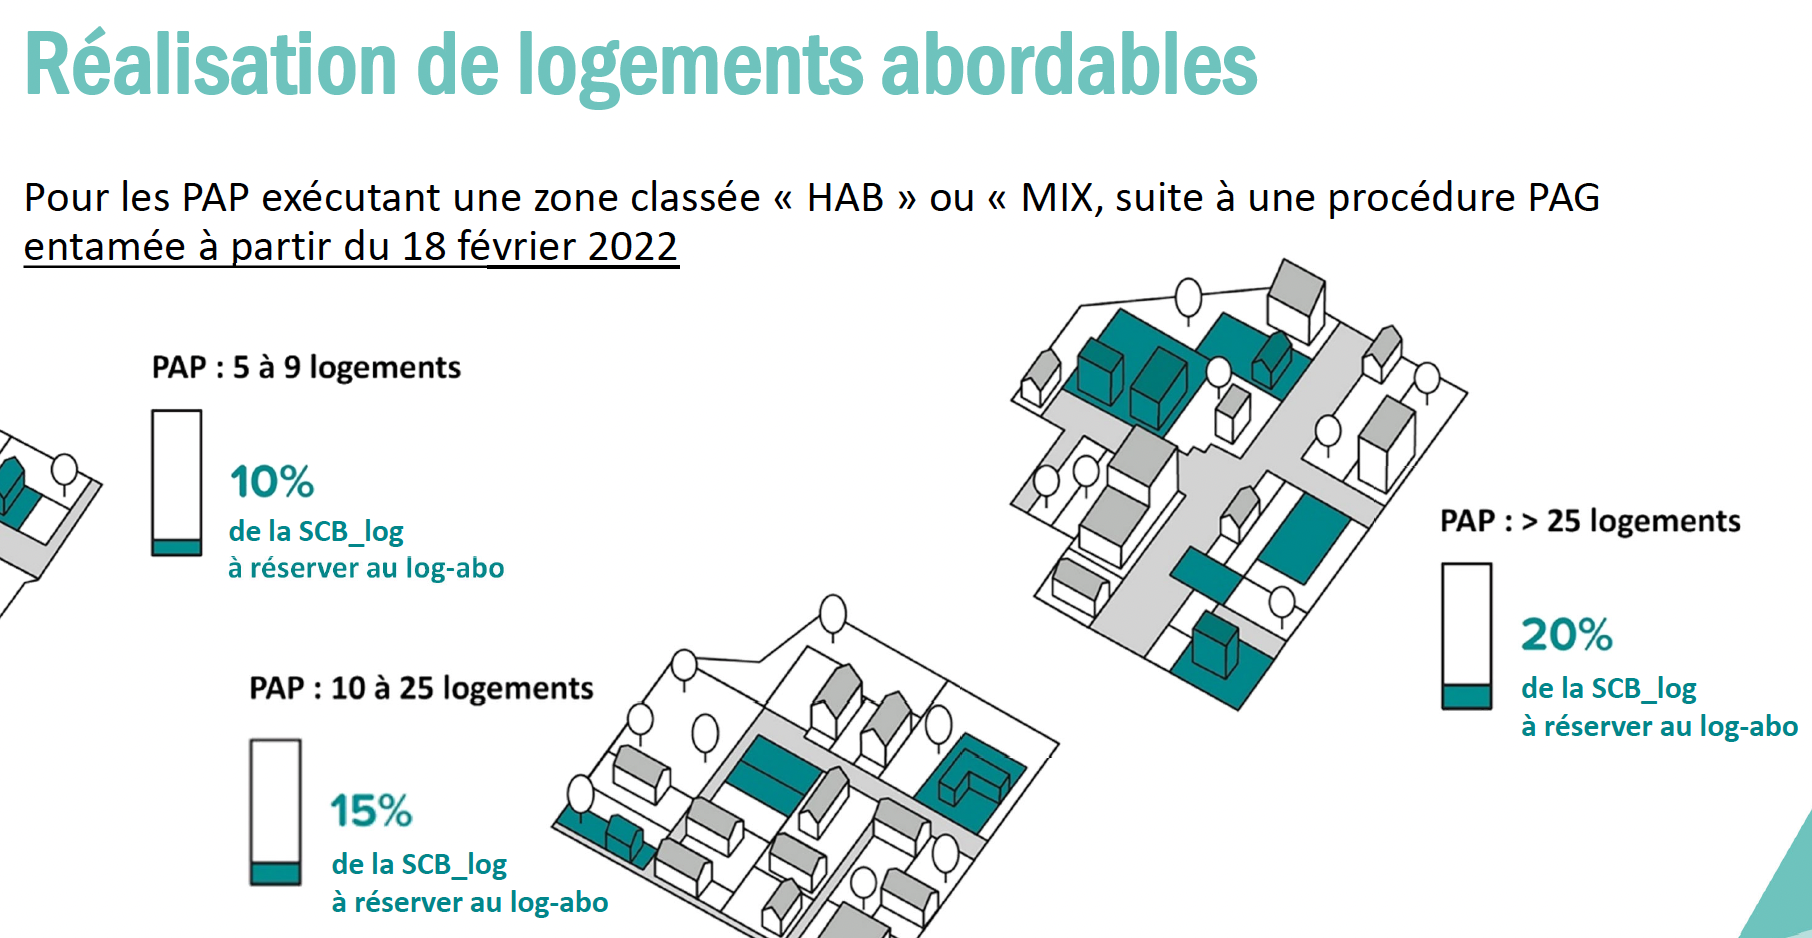 Réalisation de logements abordables
Pour les PAP exécutant une zone classée « HAB » ou « MIX, suite à une procédure PAG
entamée à partir du 18 février 2022
PAP : 5 à 9 logements
10%
de la SCB_log
à réserver au log-abo
PAP : > 25 logements
20%
de la SCB_log
à réserver au log-abo
PAP : 10 à 25 logements
15%
de la SCB_log
à réserver au log-abo